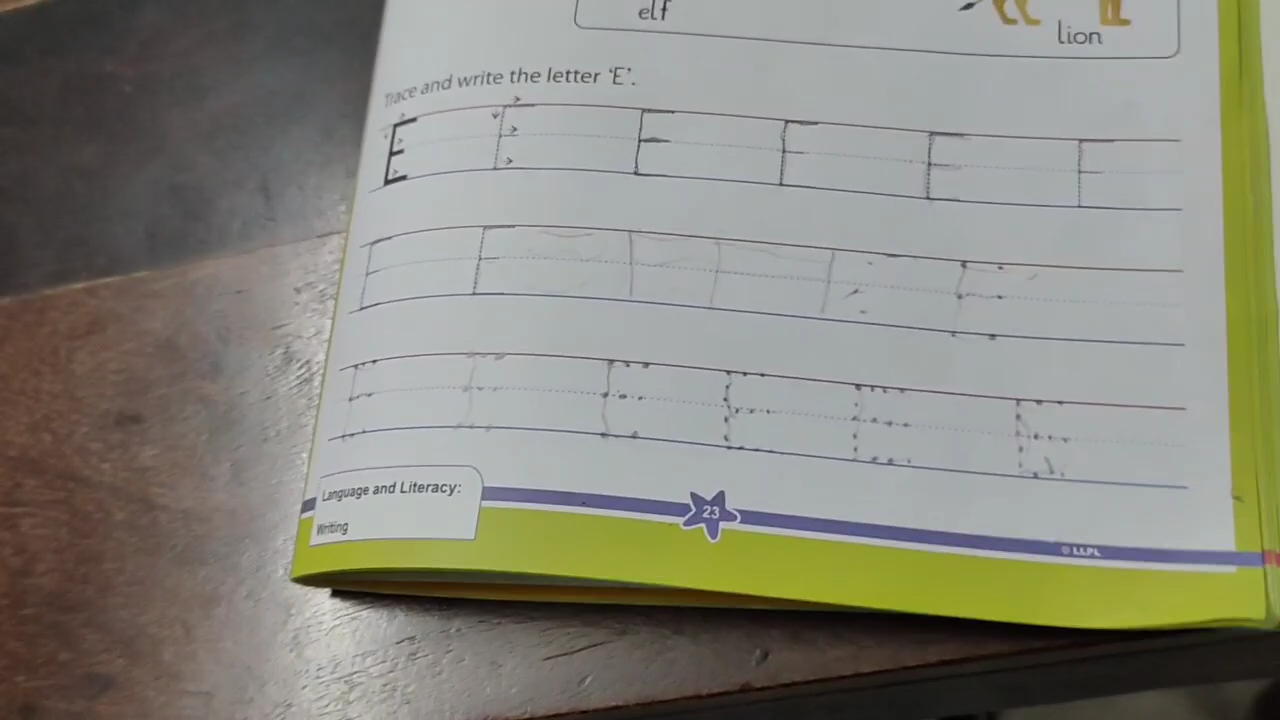 elf
lion
Trace and write the letter ‘E’.
E E E E E E
E E
E E E E E E
Language and Literacy:
Writing
23
© LLPL